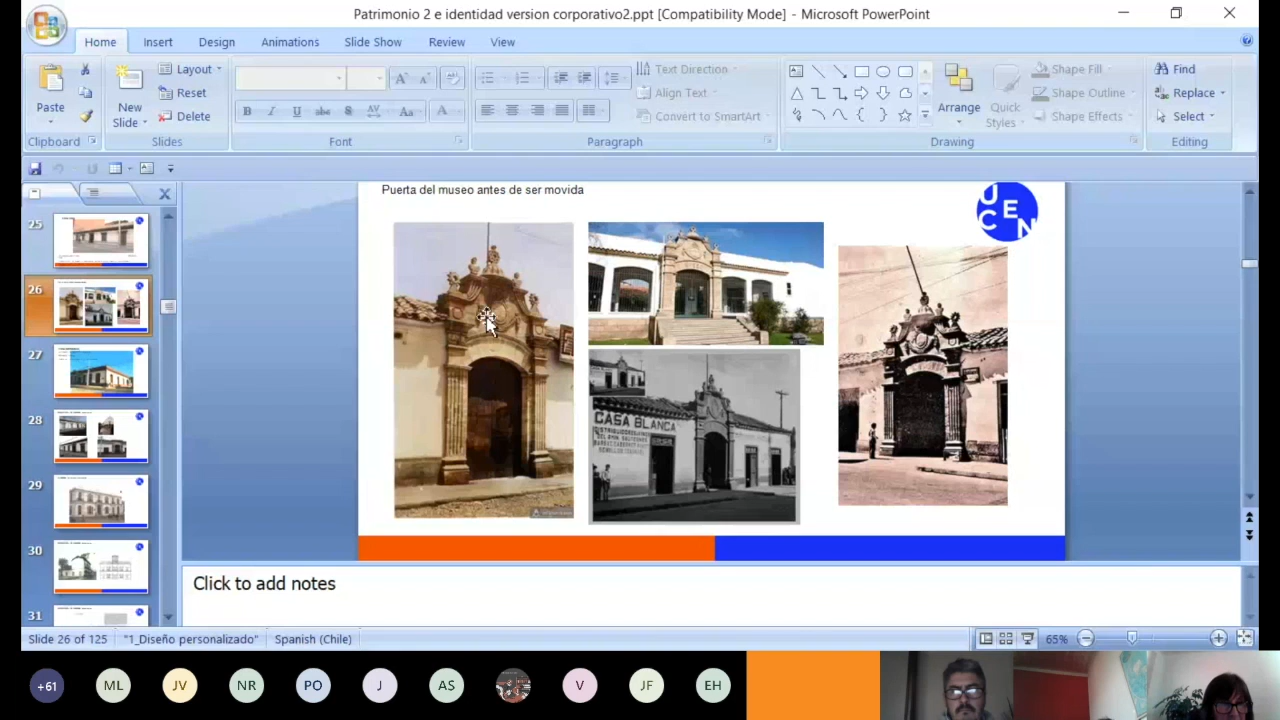 Patrimonio 2 e identidad version corporativo2.ppt [Compatibility Mode] - Microsoft PowerPoint
Home Insert Design Animations Slide Show Review View
Paste
New Slide
Layout
Reset
Delete
B I U abc S AV Aa A
Text Direction
Align Text
Convert to SmartArt
Arrange
Quick Styles
Shape Fill
Shape Outline
Shape Effects
Find
Replace
Select
Clipboard Slides Font Paragraph Drawing Editing
25
26
27
28
29
30
31
Puerta del museo antes de ser movida
UCEN
CASA BLANCA
Click to add notes
Slide 26 of 125 "1_Diseño personalizado" Spanish (Chile) 65%
+61 ML JV NR PO J AS V JF EH